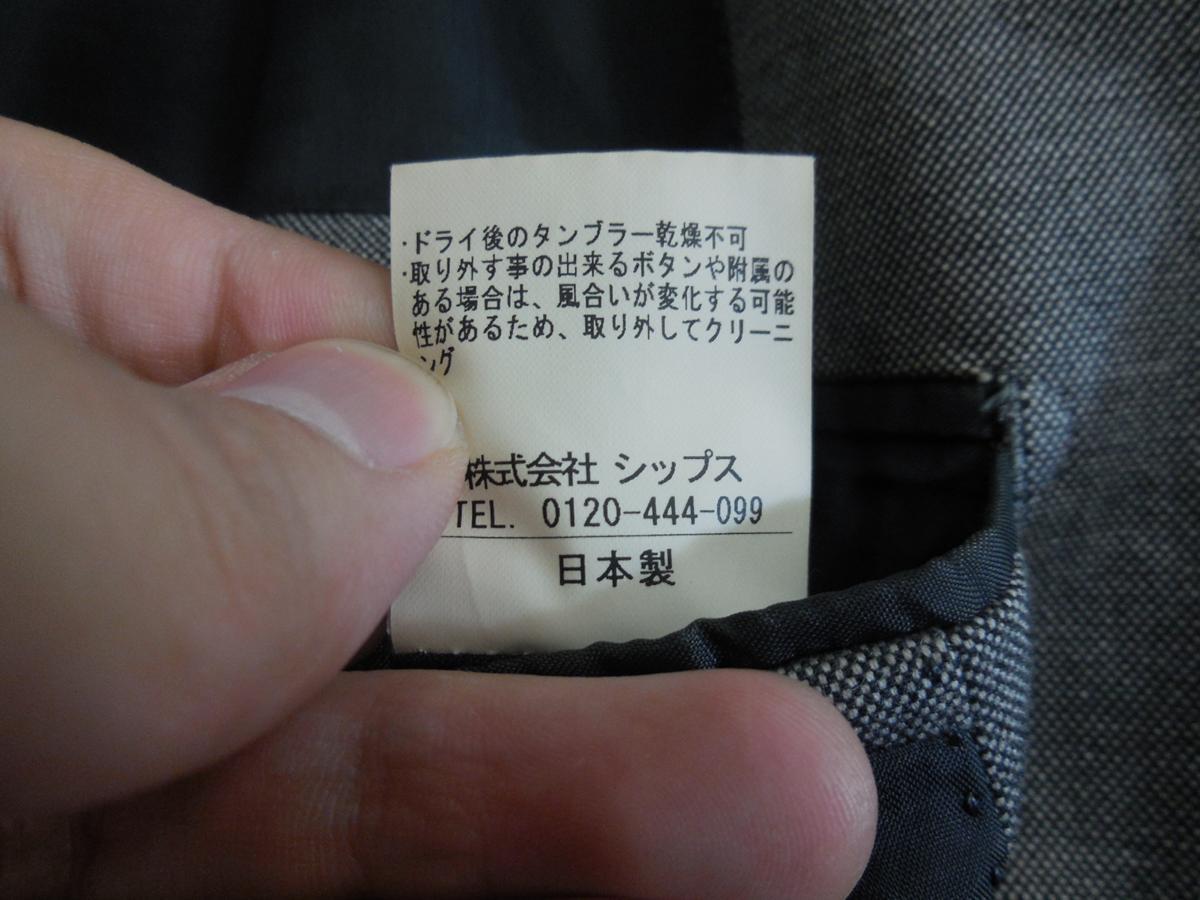 ・ドライ後のタンブラー乾燥不可
・取り外す事の出来るボタンや附属の
ある場合は、風合いが変化する可能
性があるため、取り外してクリーニ
ング
株式会社 シップス
TEL. 0120-444-099
日本製